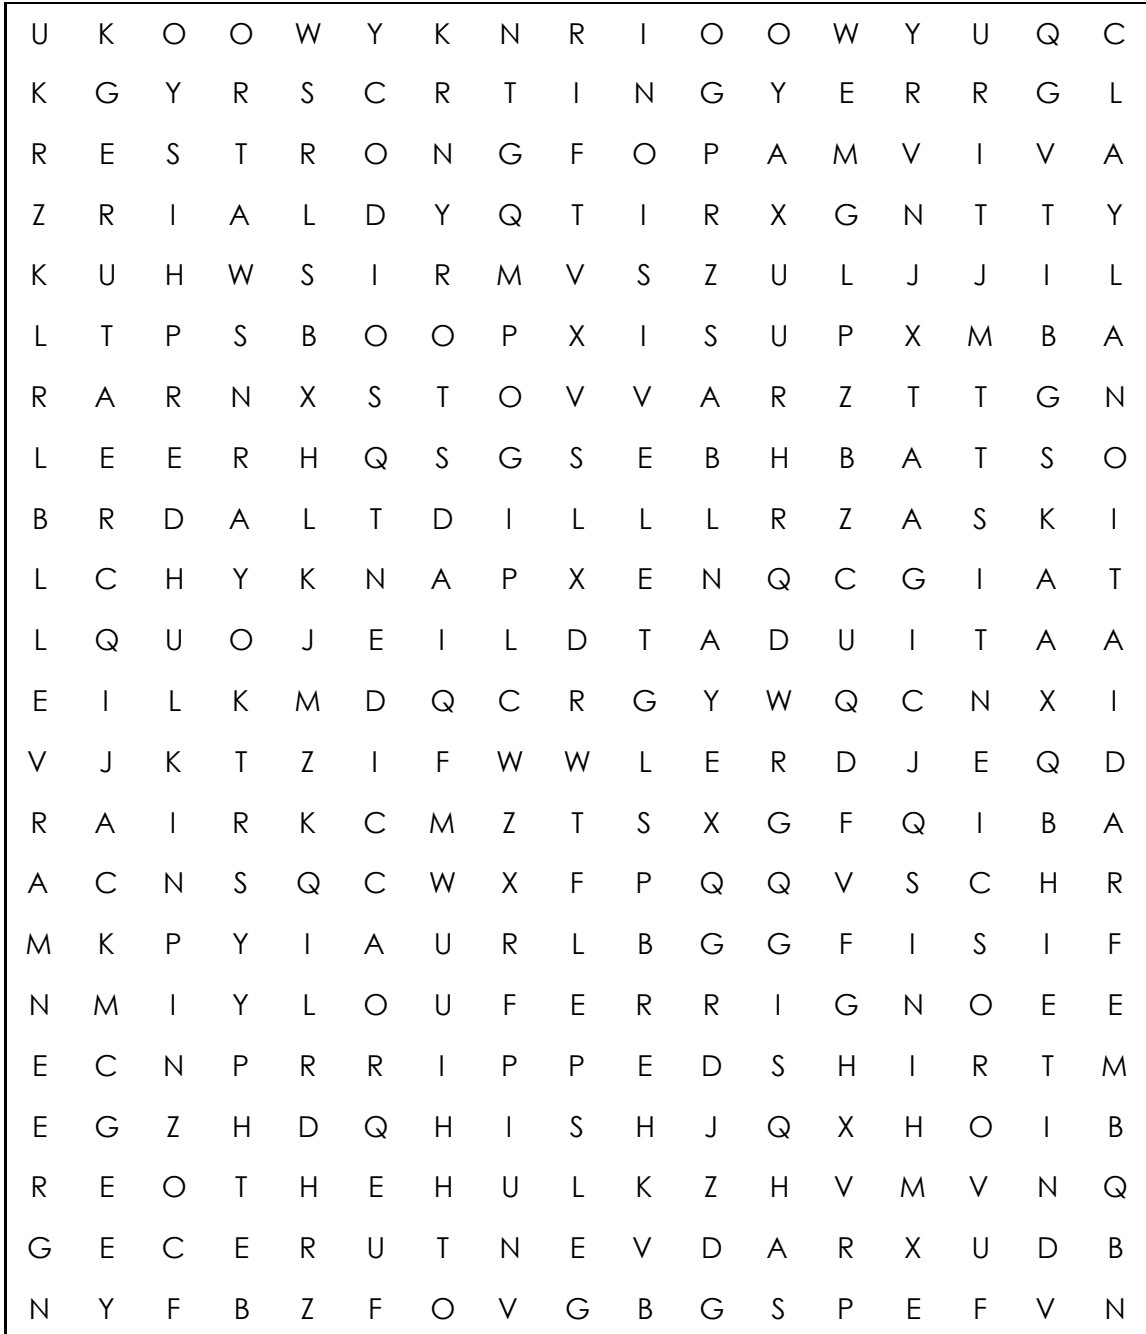 U K O O W Y K N R I O O W Y U Q C
K G Y R S C R T I N G Y E R R G L
R E S T R O N G F O P A M V I V A
Z R I A L D Y Q T I R X G N T T Y
K U H W S I R M V S Z U L J J I L
L T P S B O O P X I S U P X M B A
R A R N X S T O V V A R Z T T G N
L E E R H Q S G S E B H B A T S O
B R D A L T D I L L L R Z A S K I
L C H Y K N A P X E N Q C G I A T
L Q U O J E I L D T A D U I T A A
E I L K M D Q C R G Y W Q C N X I
V J K T Z I F W W L E R D J E Q D
R A I R K C M Z T S X G F Q I B A
A C N S Q C W X F P Q Q V S C H R
M K P Y I A U R L B G G F I S I F
N M I Y L O U F E R R I G N O E E
E C N P R R I P P E D S H I R T M
E G Z H D Q H I S H J Q X H O I B
R E O T H E H U L K Z H V M V N Q
G E C E R U T N E V D A R X U D B
N Y F B Z F O V G B G S P E F V N